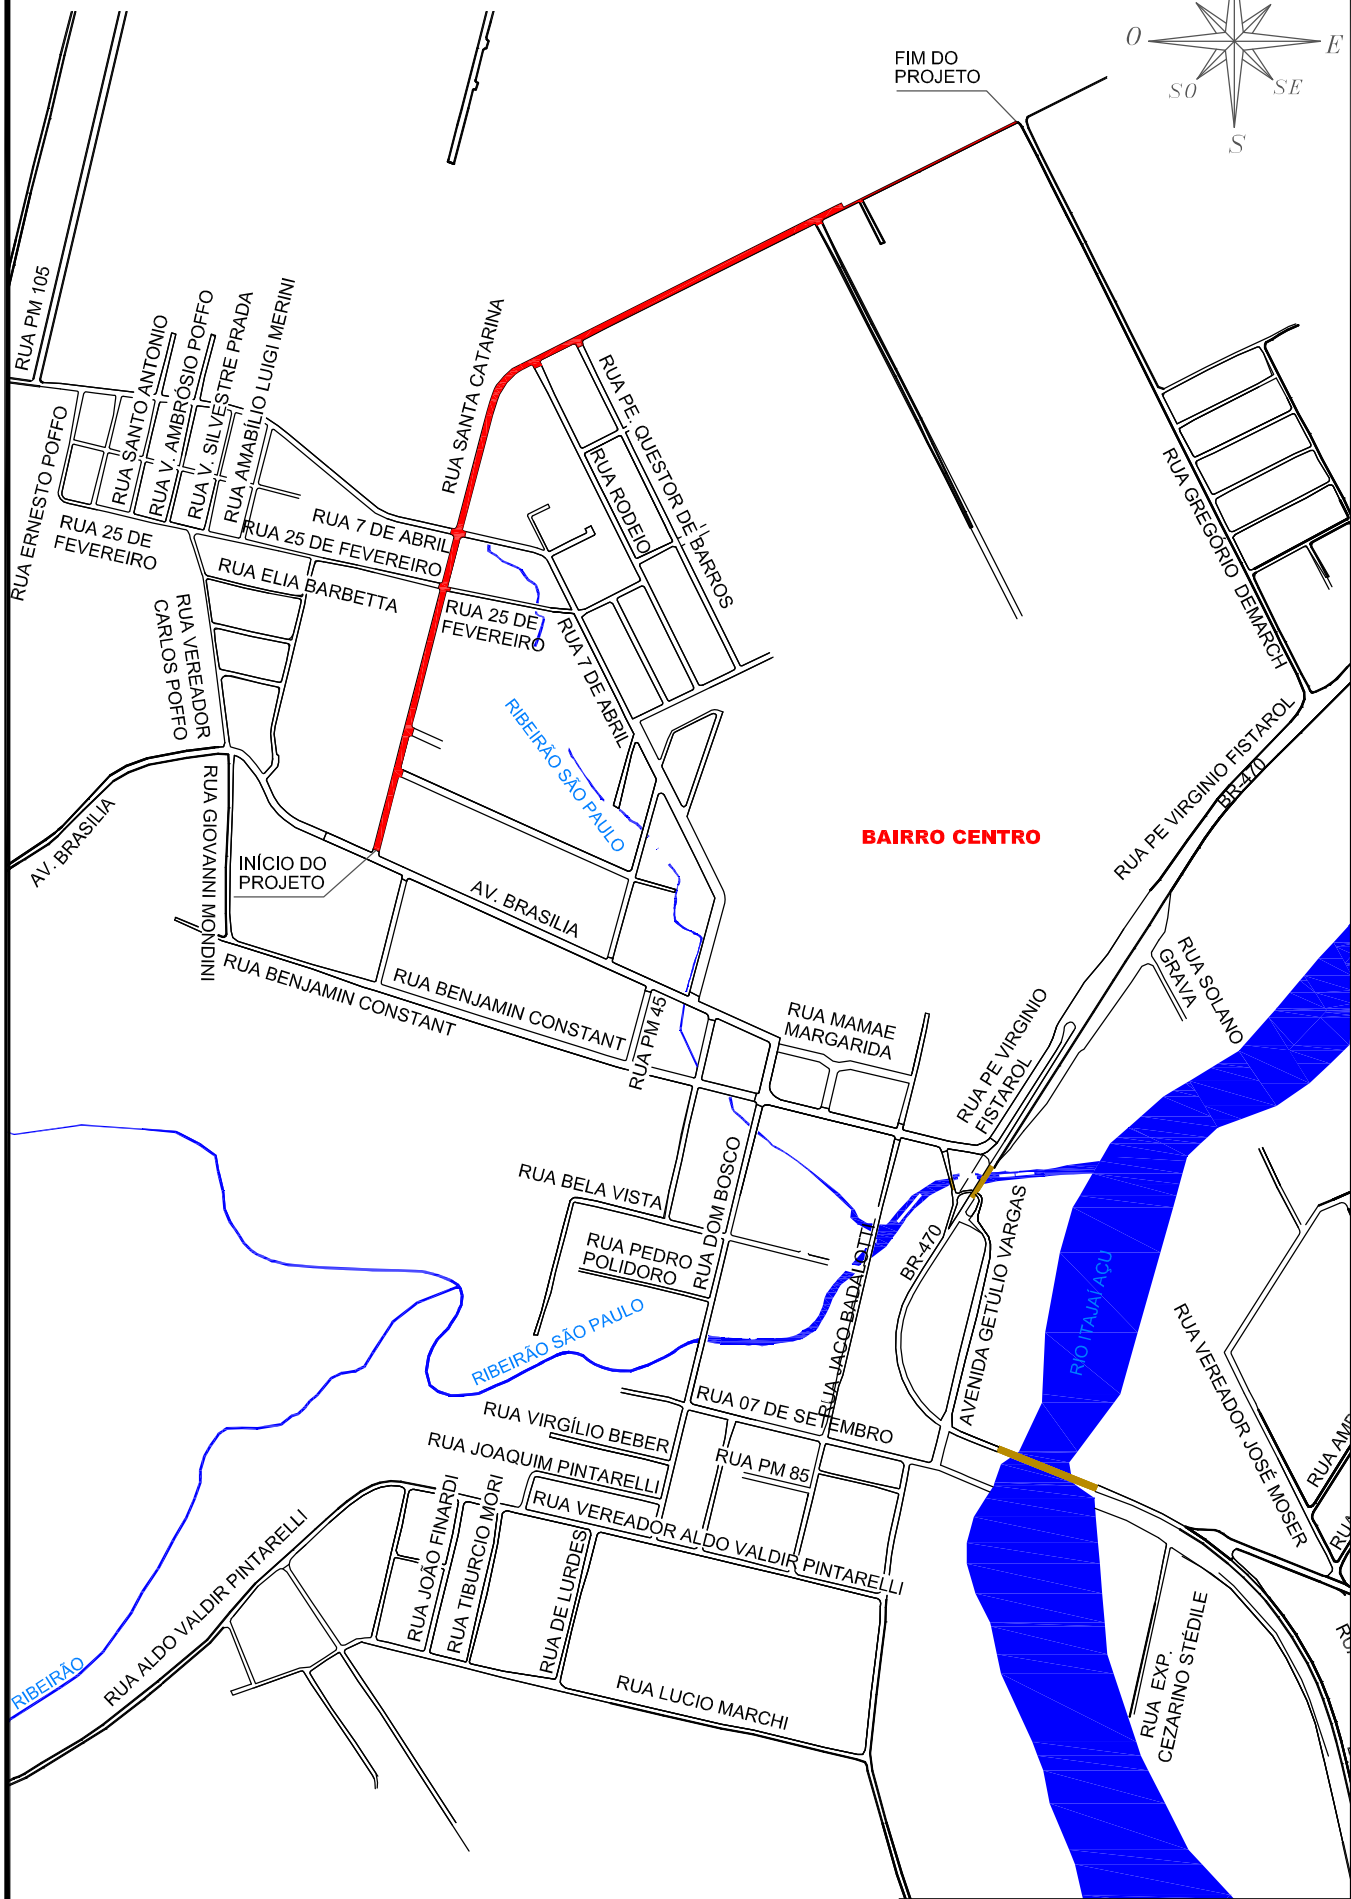 O
E
SO
SE
S
FIM DO
PROJETO
RUA PM 105
RUA SANTO ANTONIO
RUA V. AMBRÓSIO POFFO
RUA V. SILVESTRE PRADA
RUA AMABÍLIO LUIGI MERINI
RUA SANTA CATARINA
RUA ERNESTO POFFO
RUA 25 DE
FEVEREIRO
RUA 7 DE ABRIL
RUA 25 DE FEVEREIRO
RUA ELIA BARBETTA
RUA 25 DE
FEVEREIRO
RUA PE. QUESTOR DE BARROS
RUA RODEIO
RUA 7 DE ABRIL
RUA GREGÓRIO DEMARCH
RUA VEREADOR
CARLOS POFFO
RIBEIRÃO SÃO PAULO
RUA PE VIRGINIO FISTAROL
BR-470
AV. BRASILIA
RUA GIOVANNI MONDINI
INÍCIO DO
PROJETO
BAIRRO CENTRO
AV. BRASILIA
RUA BENJAMIN CONSTANT
RUA BENJAMIN CONSTANT
RUA PM 45
RUA MAMAE
MARGARIDA
RUA PE VIRGINIO
FISTAROL
RUA SOLANO
GRAVA
RUA BELA VISTA
RUA DOM BOSCO
RUA PEDRO
POLIDORO
RUA JACO BADALOTTI
BR-470
AVENIDA GETÚLIO VARGAS
RIO ITAJAÍ AÇU
RIBEIRÃO SÃO PAULO
RUA 07 DE SETEMBRO
RUA VIRGÍLIO BEBER
RUA JOAQUIM PINTARELLI
RUA PM 85
RUA VEREADOR JOSÉ MOSER
RUA AMB
RUA
RUA ALDO VALDIR PINTARELLI
RUA JOÃO FINARDI
RUA TIBURCIO MORI
RUA VEREADOR ALDO VALDIR PINTARELLI
RUA DE LURDES
RUA LUCIO MARCHI
RUA EXP.
CEZARINO STÉDILE
RIBEIRÃO